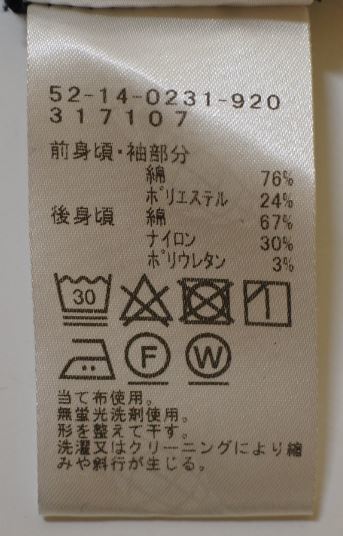 52-14-0231-920
317107
前身頃・袖部分
綿 76%
ポリエステル 24%
後身頃 綿 67%
ナイロン 30%
ポリウレタン 3%
30
F W
当て布使用。
無蛍光洗剤使用。
形を整えて干す。
洗濯又はクリーニングにより縮
みや斜行が生じる。